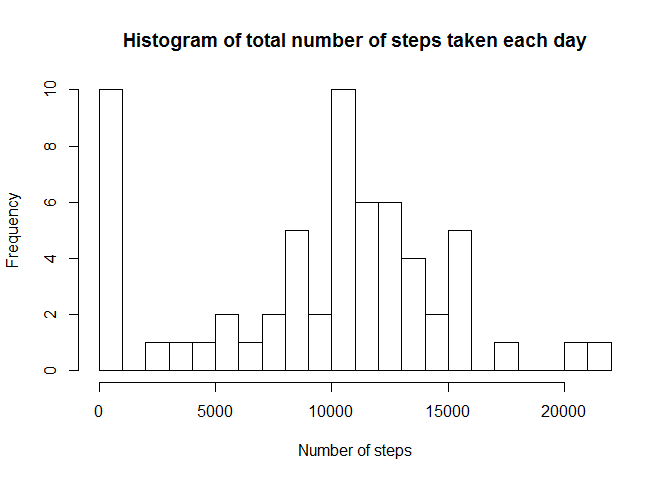 Histogram of total number of steps taken each day
Frequency
10
8
6
4
2
0
0 5000 10000 15000 20000
Number of steps